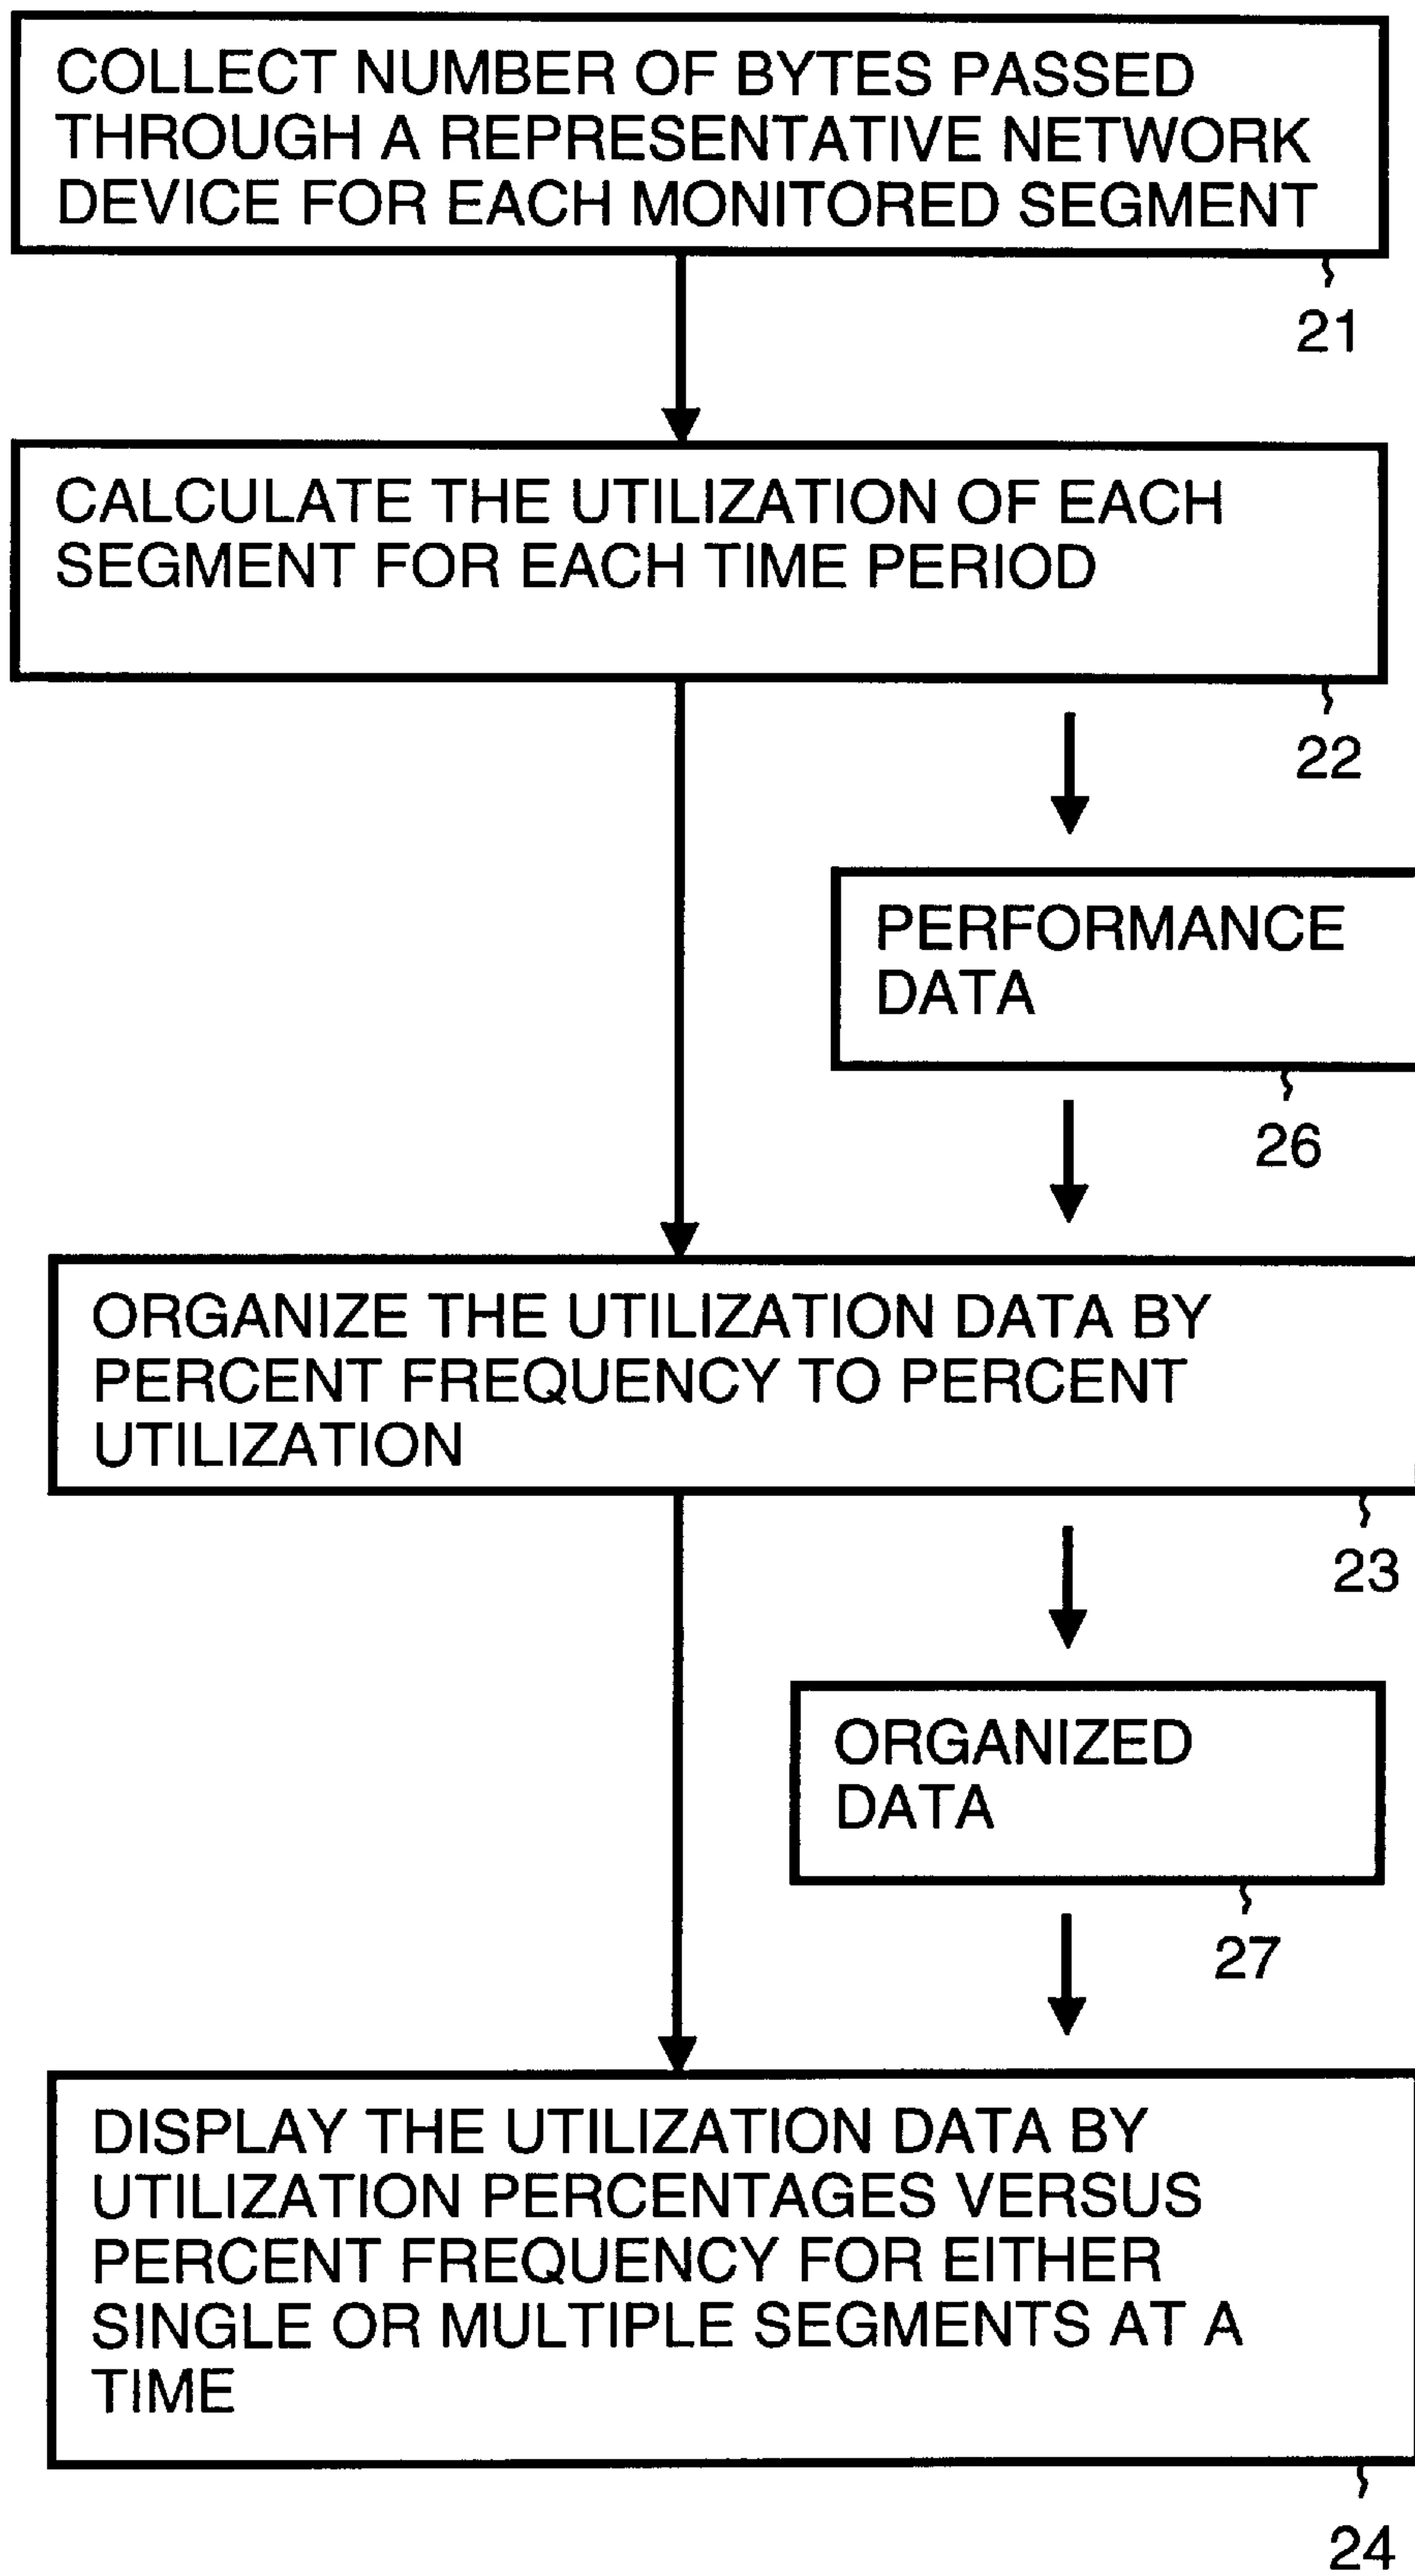 COLLECT NUMBER OF BYTES PASSED
THROUGH A REPRESENTATIVE NETWORK
DEVICE FOR EACH MONITORED SEGMENT
21
CALCULATE THE UTILIZATION OF EACH
SEGMENT FOR EACH TIME PERIOD
22
PERFORMANCE
DATA
26
ORGANIZE THE UTILIZATION DATA BY
PERCENT FREQUENCY TO PERCENT
UTILIZATION
23
ORGANIZED
DATA
27
DISPLAY THE UTILIZATION DATA BY
UTILIZATION PERCENTAGES VERSUS
PERCENT FREQUENCY FOR EITHER
SINGLE OR MULTIPLE SEGMENTS AT A
TIME
24